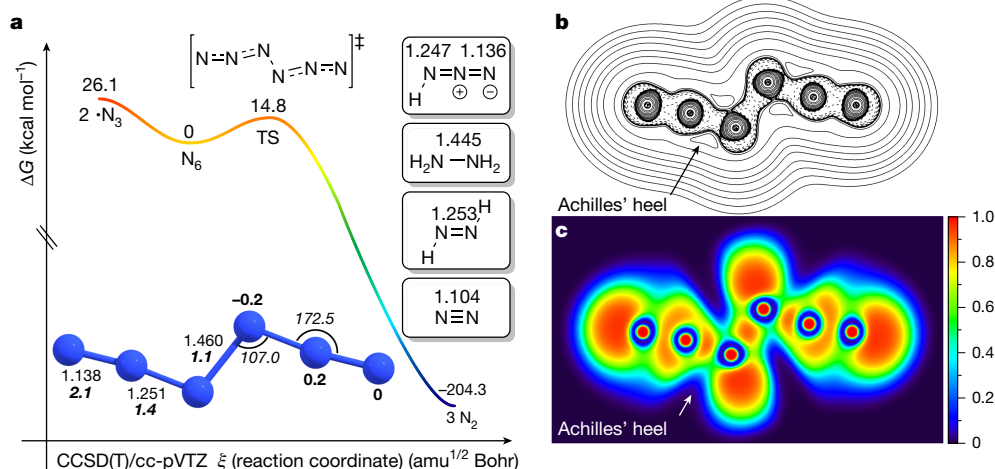 a
ΔG (kcal mol⁻¹)
26.1
2 ·N₃
0
N₆
[N═N═N N═N═N]‡
14.8
TS
−204.3
3 N₂
1.247 1.136
N═N═N
H + −
1.445
H₂N—NH₂
1.253
H
N═N
H
1.104
N≡N
1.138
2.1
1.251
1.4
1.460
1.1
−0.2
107.0
172.5
0.2
0
CCSD(T)/cc-pVTZ ξ (reaction coordinate) (amu¹ᐟ² Bohr)
b
Achilles’ heel
c
Achilles’ heel
1.0
0.8
0.6
0.4
0.2
0